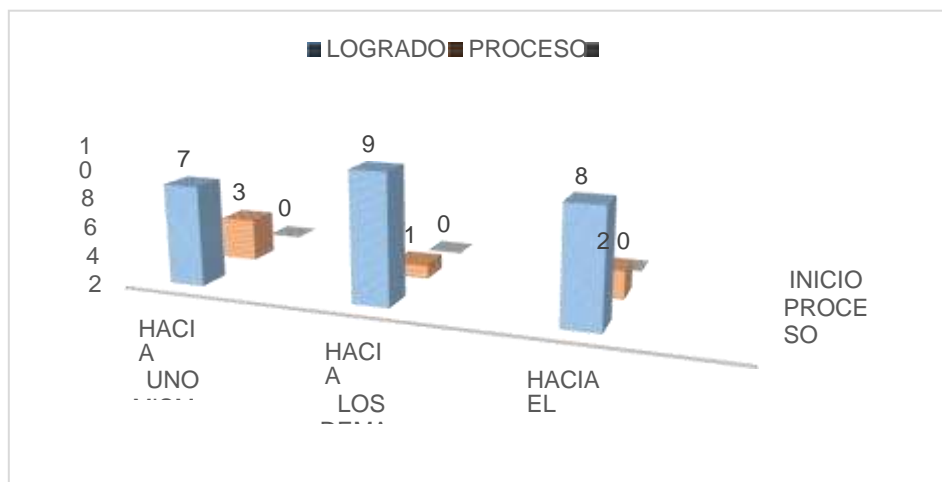 LOGRADO PROCESO
1
0
8
6
4
2
7
3
0
9
1
0
8
2 0
INICIO
PROCE
SO
HACI
A
UNO
HACI
A
LOS
HACIA
EL